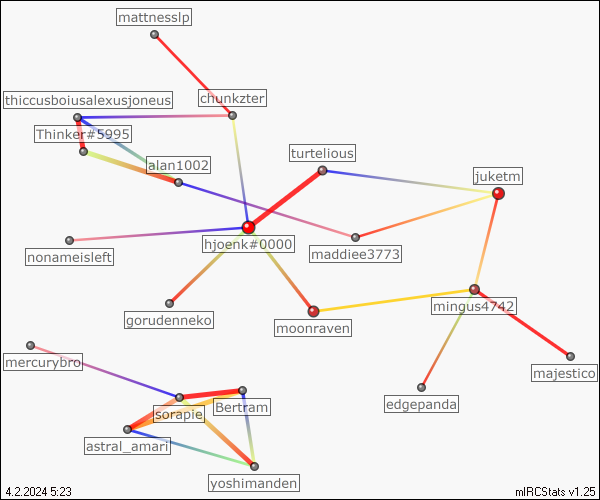 mattnesslp
thiccusboiusalexusjoneus
chunkzter
Thinker#5995
turtelious
alan1002
juketm
hjoenk#0000
maddiee3773
nonameisleft
mingus4742
gorudenneko
moonraven
mercurybro
majestico
edgepanda
Bertram
sorapie
astral_amari
yoshimanden
4.2.2024 5:23
mIRCStats v1.25